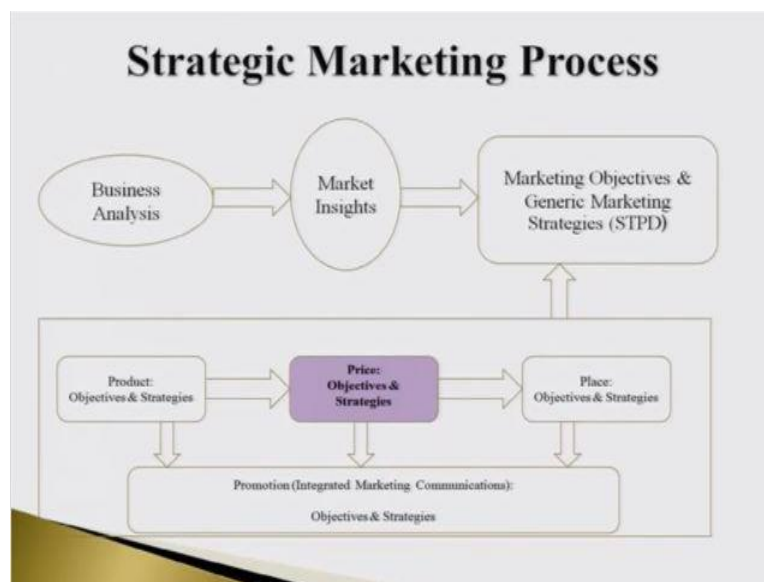 Strategic Marketing Process
Business
Analysis
Market
Insights
Marketing Objectives &
Generic Marketing
Strategies (STPD)
Product:
Objectives & Strategies
Price:
Objectives &
Strategies
Place:
Objectives & Strategies
Promotion (Integrated Marketing Communications):
Objectives & Strategies